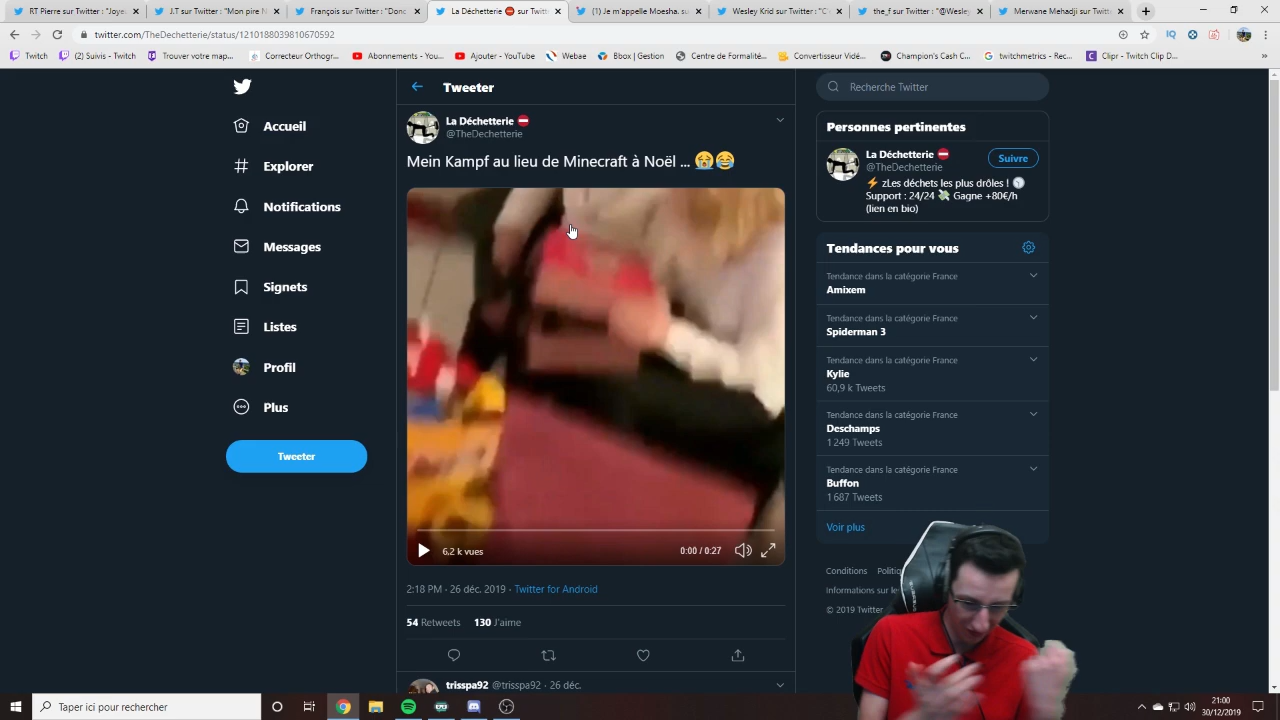 RT Pierre sur Twitter: "Joye
J. T sur Twitter: "Mon père N
François sur Twitter: "Donc
La Déchetterie ⛔ sur Twitte
(1) Je m'appelle Moesha. su
Wesley Krid sur Twitter: "C'
the_f sur Twitter: "@Wesley
Merwane Mehadji sur Twitte
twitter.com/TheDechetterie/status/1210188039810670592
Twitch
(2) Suivis - Twitch
Trouver votre map...
Correcteur Orthogr...
Abonnements - You...
Ajouter - YouTube
Webae
Bbox | Gestion
Centre de Formalité...
Convertisseur Vidé...
Champion's Cash C...
twitmetrics - Rec...
Clipr - Twitch Clip D...
Accueil
Explorer
Notifications
Messages
Signets
Listes
Profil
Plus
Tweeter
Tweeter
La Déchetterie ⛔
@TheDechetterie
Mein Kampf au lieu de Minecraft à Noël ... 😭😂
6,2 k vues
0:00 / 0:27
2:18 PM · 26 déc. 2019 · Twitter for Android
54 Retweets 130 J'aime
trisspa92 @trisspa92 · 26 déc.
Recherche Twitter
Personnes pertinentes
La Déchetterie ⛔
@TheDechetterie
Suivre
⚡ zLes déchets les plus drôles !
Support : 24/24 💸 Gagne +80€/h
(lien en bio)
Tendances pour vous
Tendance dans la catégorie France
Amixem
Tendance dans la catégorie France
Spiderman 3
Tendance dans la catégorie France
Kylie
60,9 k Tweets
Tendance dans la catégorie France
Deschamps
1 249 Tweets
Tendance dans la catégorie France
Buffon
1 687 Tweets
Voir plus
Conditions Politiq
Informations sur le
© 2019 Twitter
Taper ici pour rechercher
21:00
30/12/2019